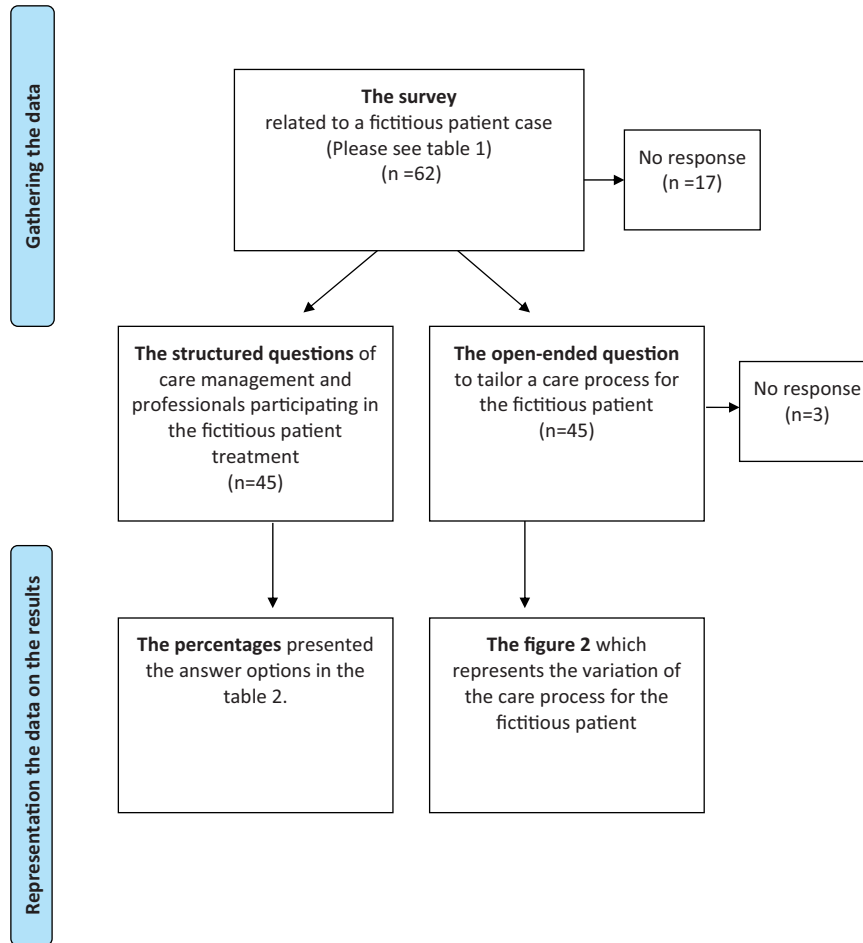 Gathering the data
The survey
related to a fictitious patient case
(Please see table 1)
(n =62)
No response
(n =17)
The structured questions of
care management and
professionals participating in
the fictitious patient
treatment
(n=45)
The open-ended question
to tailor a care process for
the fictitious patient
(n=45)
No response
(n=3)
Representation the data on the results
The percentages presented
the answer options in the
table 2.
The figure 2 which
represents the variation of
the care process for the
fictitious patient